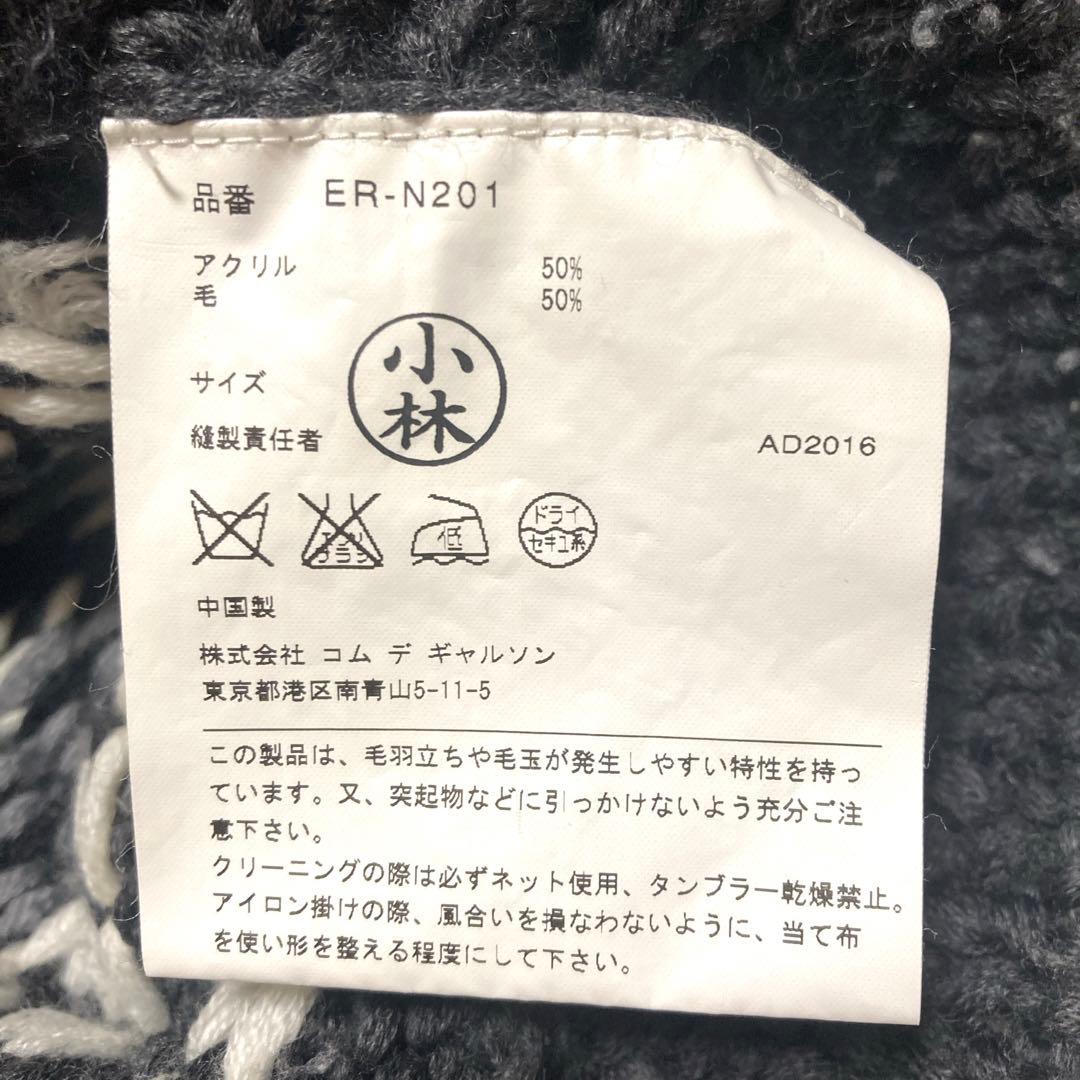 品番 ER-N201
アクリル 50%
毛 50%
サイズ
小
林
縫製責任者
AD2016
エンソ
サラシ
低
ドライ
セキユ系
中国製
株式会社 コム デ ギャルソン
東京都港区南青山5-11-5
この製品は、毛羽立ちや毛玉が発生しやすい特性を持っ
ています。又、突起物などに引っかけないよう充分ご注
意下さい。
クリーニングの際は必ずネット使用、タンブラー乾燥禁止。
アイロン掛けの際、風合いを損なわないように、当て布
を使い形を整える程度にして下さい。